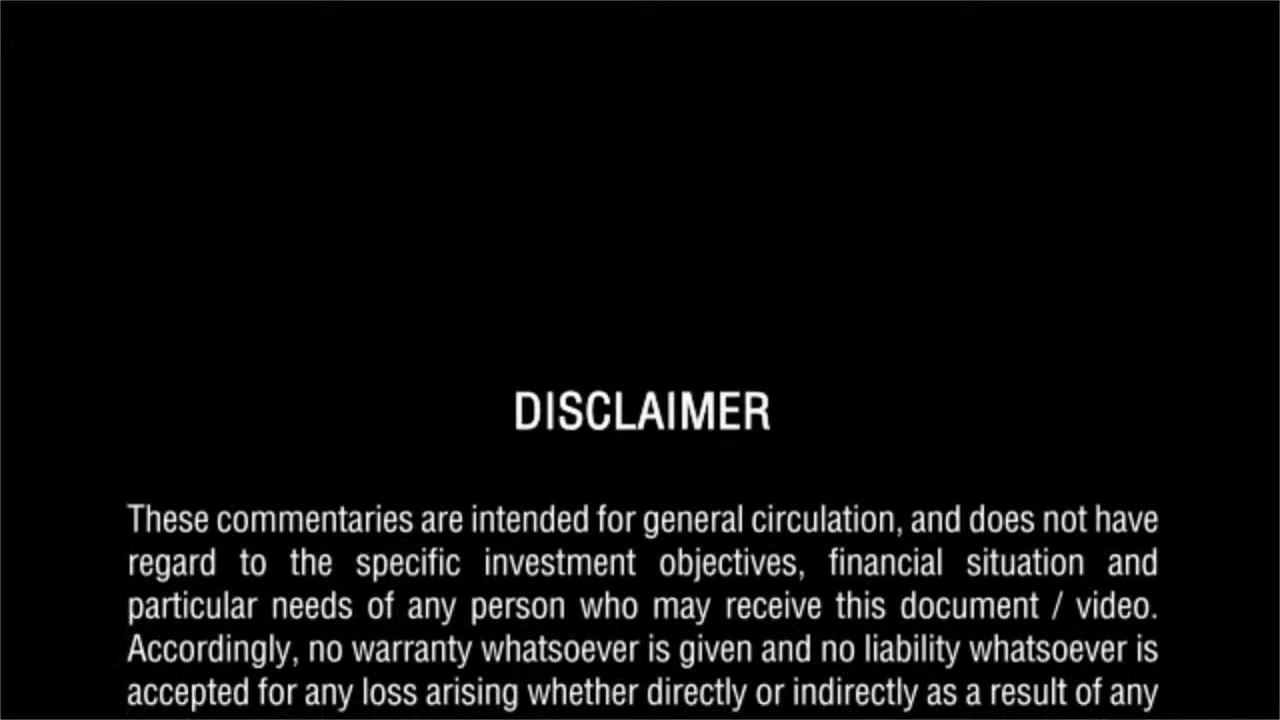 DISCLAIMER
These commentaries are intended for general circulation, and does not have
regard to the specific investment objectives, financial situation and
particular needs of any person who may receive this document / video.
Accordingly, no warranty whatsoever is given and no liability whatsoever is
accepted for any loss arising whether directly or indirectly as a result of any